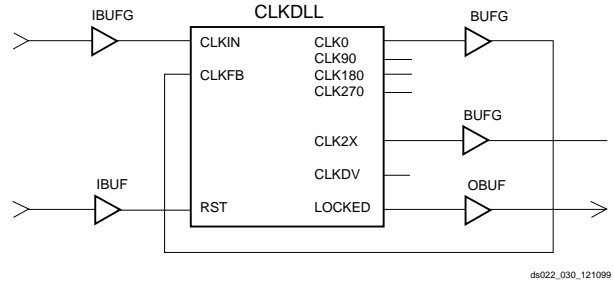 CLKDLL
IBUFG
BUFG
CLKIN
CLK0
CLK90
CLKFB
CLK180
CLK270
BUFG
CLK2X
CLKDV
IBUF
OBUF
RST
LOCKED
ds022_030_121099